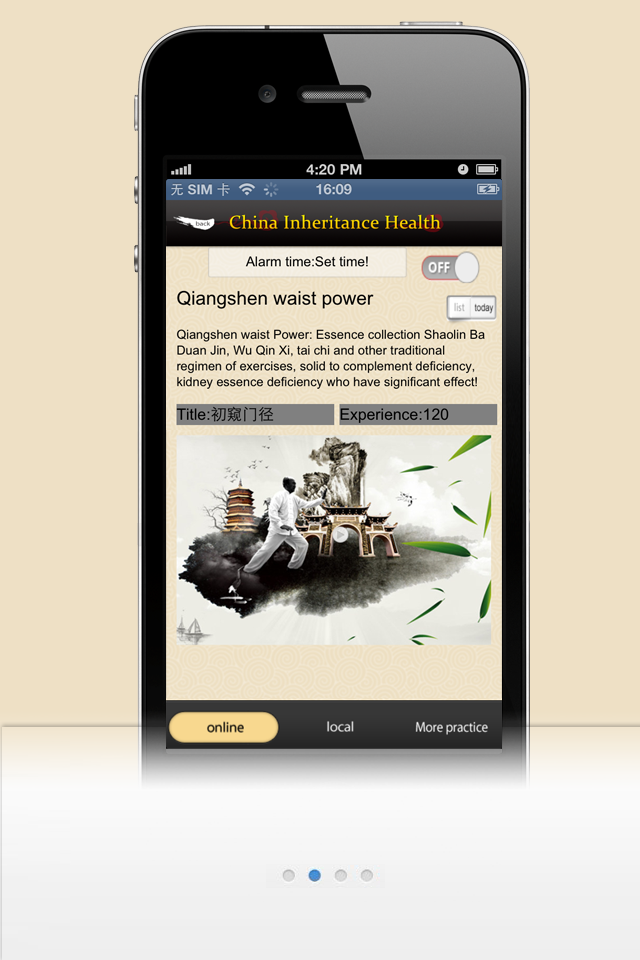 4:20 PM
无 SIM 卡
16:09
back
China Inheritance Health
Alarm time:Set time!
OFF
Qiangshen waist power
list today
Qiangshen waist Power: Essence collection Shaolin Ba
Duan Jin, Wu Qin Xi, tai chi and other traditional
regimen of exercises, solid to complement deficiency,
kidney essence deficiency who have significant effect!
Title:初窥门径
Experience:120
online
local
More practice